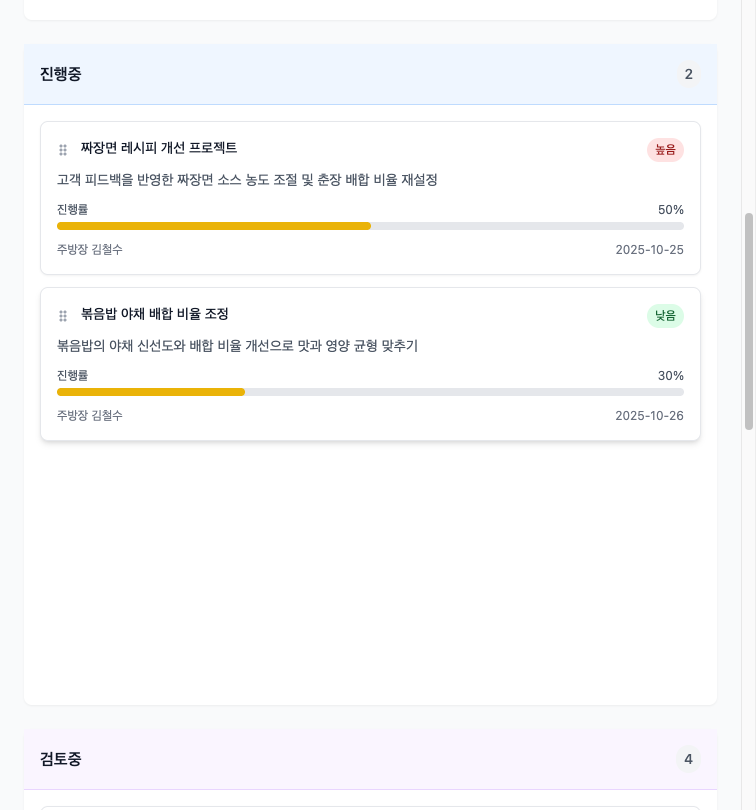 진행중
2
짜장면 레시피 개선 프로젝트
높음
고객 피드백을 반영한 짜장면 소스 농도 조절 및 춘장 배합 비율 재설정
진행률
50%
주방장 김철수
2025-10-25
볶음밥 야채 배합 비율 조정
낮음
볶음밥의 야채 신선도와 배합 비율 개선으로 맛과 영양 균형 맞추기
진행률
30%
주방장 김철수
2025-10-26
검토중
4